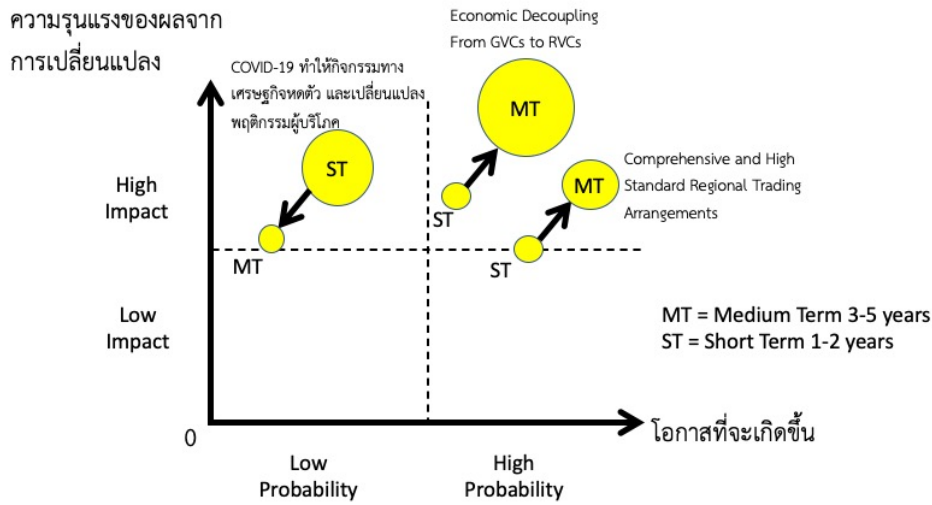 ความรุนแรงของผลจาก
การเปลี่ยนแปลง
Economic Decoupling
From GVCs to RVCs
COVID-19 ทำให้กิจกรรมทาง
เศรษฐกิจหดตัว และเปลี่ยนแปลง
พฤติกรรมผู้บริโภค
MT
ST
Comprehensive and High
Standard Regional Trading
Arrangements
MT
High
Impact
ST
MT
ST
Low
Impact
MT = Medium Term 3-5 years
ST = Short Term 1-2 years
0
โอกาสที่จะเกิดขึ้น
Low
Probability
High
Probability